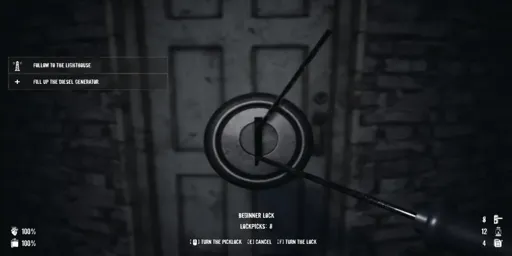 FOLLOW TO THE LIGHTHOUSE.
FILL UP THE DIESEL GENERATOR.
BEGINNER LOCK
LOCKPICKS: 8
TURN THE PICKLOCK [E] CANCEL [F] TURN THE LOCK
100%
100%
8
12
4